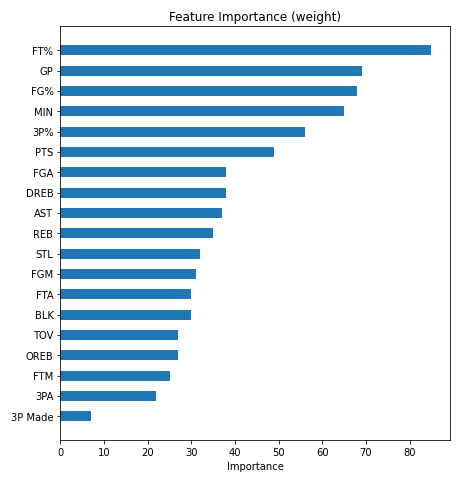 Feature Importance (weight)
FT%
GP
FG%
MIN
3P%
PTS
FGA
DREB
AST
REB
STL
FGM
FTA
BLK
TOV
OREB
FTM
3PA
3P Made
0 10 20 30 40 50 60 70 80
Importance